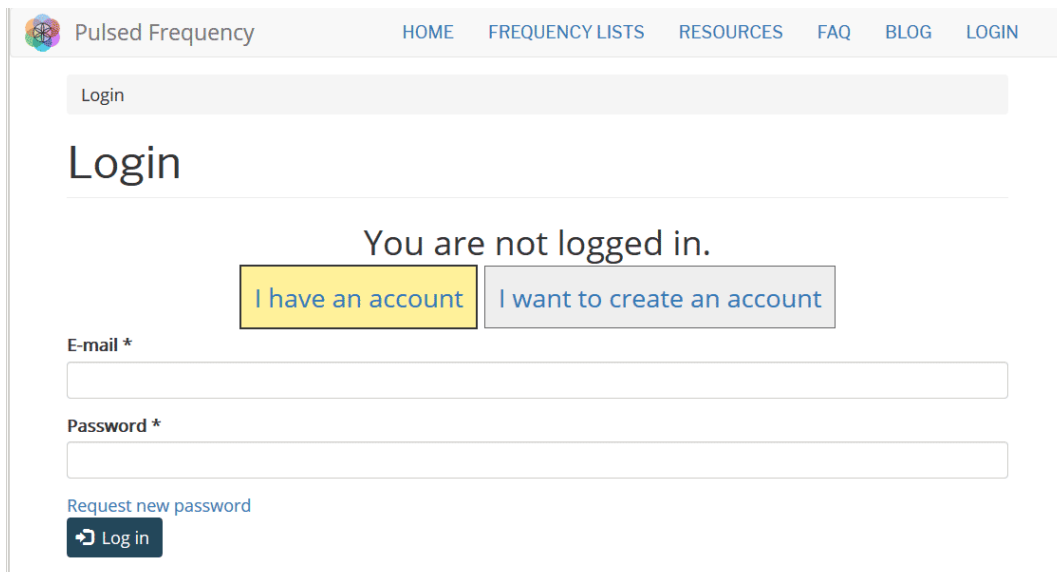 Pulsed Frequency HOME FREQUENCY LISTS RESOURCES FAQ BLOG LOGIN
Login
Login
You are not logged in.
I have an account I want to create an account
E-mail *
Password *
Request new password
Log in